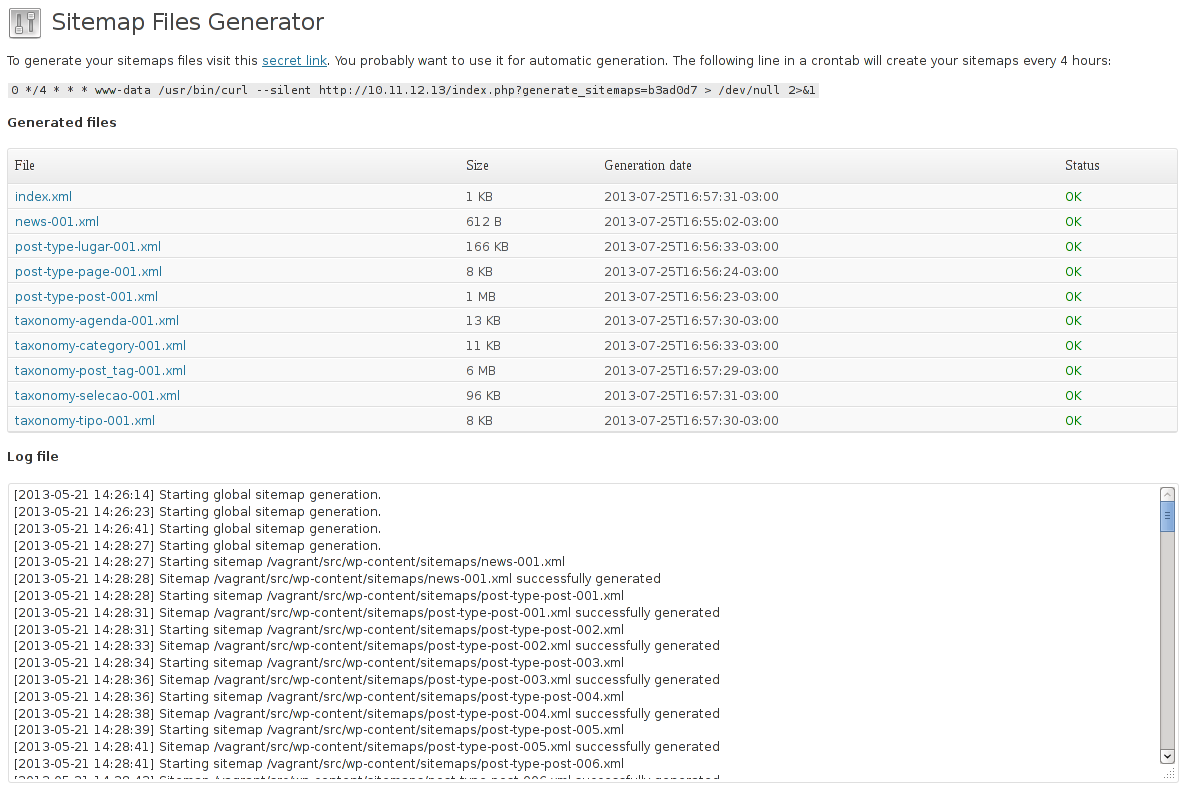 Sitemap Files Generator
To generate your sitemaps files visit this secret link. You probably want to use it for automatic generation. The following line in a crontab will create your sitemaps every 4 hours:
0 */4 * * * www-data /usr/bin/curl --silent http://10.11.12.13/index.php?generate_sitemaps=b3ad0d7 > /dev/null 2>&1
Generated files
File Size Generation date Status
index.xml 1 KB 2013-07-25T16:57:31-03:00 OK
news-001.xml 612 B 2013-07-25T16:55:02-03:00 OK
post-type-lugar-001.xml 166 KB 2013-07-25T16:56:33-03:00 OK
post-type-page-001.xml 8 KB 2013-07-25T16:56:24-03:00 OK
post-type-post-001.xml 1 MB 2013-07-25T16:56:23-03:00 OK
taxonomy-agenda-001.xml 13 KB 2013-07-25T16:57:30-03:00 OK
taxonomy-category-001.xml 11 KB 2013-07-25T16:56:33-03:00 OK
taxonomy-post_tag-001.xml 6 MB 2013-07-25T16:57:29-03:00 OK
taxonomy-selecao-001.xml 96 KB 2013-07-25T16:57:31-03:00 OK
taxonomy-tipo-001.xml 8 KB 2013-07-25T16:57:30-03:00 OK
Log file
[2013-05-21 14:26:14] Starting global sitemap generation.
[2013-05-21 14:26:23] Starting global sitemap generation.
[2013-05-21 14:26:41] Starting global sitemap generation.
[2013-05-21 14:28:27] Starting global sitemap generation.
[2013-05-21 14:28:27] Starting sitemap /vagrant/src/wp-content/sitemaps/news-001.xml
[2013-05-21 14:28:28] Sitemap /vagrant/src/wp-content/sitemaps/news-001.xml successfully generated
[2013-05-21 14:28:28] Starting sitemap /vagrant/src/wp-content/sitemaps/post-type-post-001.xml
[2013-05-21 14:28:31] Sitemap /vagrant/src/wp-content/sitemaps/post-type-post-001.xml successfully generated
[2013-05-21 14:28:31] Starting sitemap /vagrant/src/wp-content/sitemaps/post-type-post-002.xml
[2013-05-21 14:28:33] Sitemap /vagrant/src/wp-content/sitemaps/post-type-post-002.xml successfully generated
[2013-05-21 14:28:34] Starting sitemap /vagrant/src/wp-content/sitemaps/post-type-post-003.xml
[2013-05-21 14:28:36] Sitemap /vagrant/src/wp-content/sitemaps/post-type-post-003.xml successfully generated
[2013-05-21 14:28:36] Starting sitemap /vagrant/src/wp-content/sitemaps/post-type-post-004.xml
[2013-05-21 14:28:38] Sitemap /vagrant/src/wp-content/sitemaps/post-type-post-004.xml successfully generated
[2013-05-21 14:28:39] Starting sitemap /vagrant/src/wp-content/sitemaps/post-type-post-005.xml
[2013-05-21 14:28:41] Sitemap /vagrant/src/wp-content/sitemaps/post-type-post-005.xml successfully generated
[2013-05-21 14:28:41] Starting sitemap /vagrant/src/wp-content/sitemaps/post-type-post-006.xml